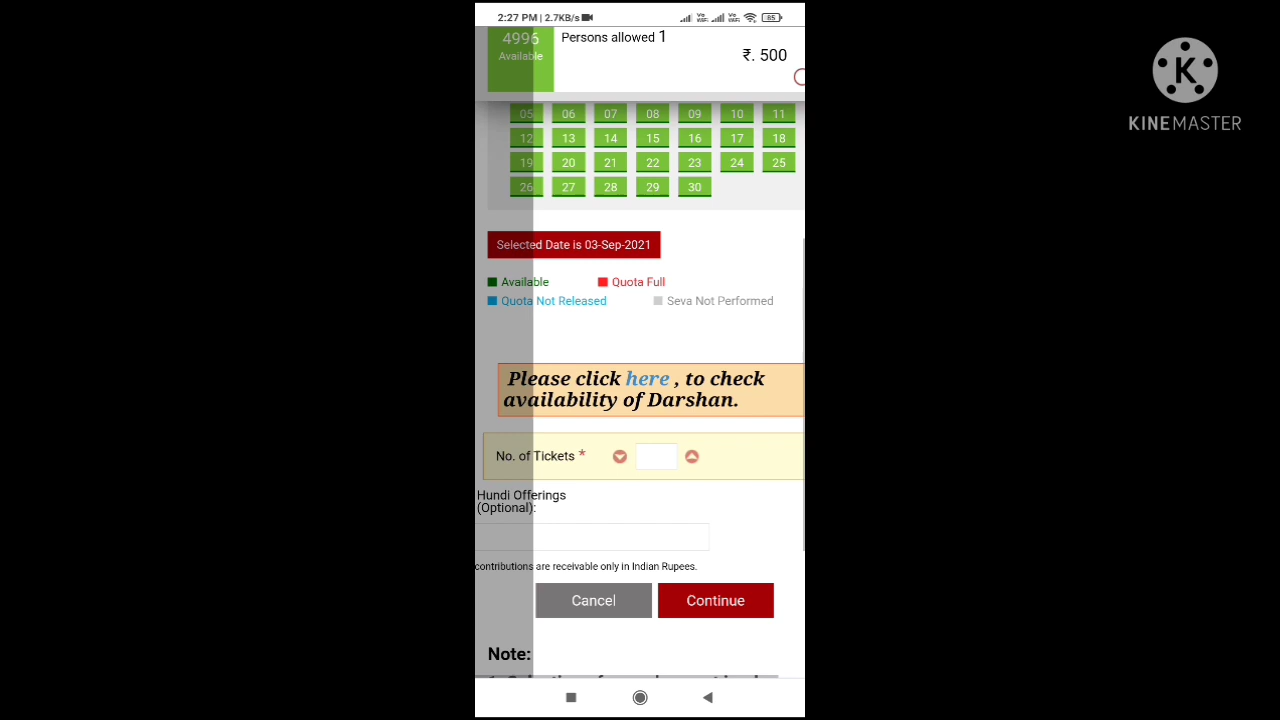 2:27 PM | 2.7KB/s
85
4996
Available
Persons allowed 1
₹. 500
05 06 07 08 09 10 11
12 13 14 15 16 17 18
19 20 21 22 23 24 25
26 27 28 29 30
Selected Date is 03-Sep-2021
Available Quota Full
Quota Not Released Seva Not Performed
Please click here , to check
availability of Darshan.
No. of Tickets *
Hundi Offerings
(Optional):
contributions are receivable only in Indian Rupees.
Cancel Continue
Note:
K
KINEMASTER